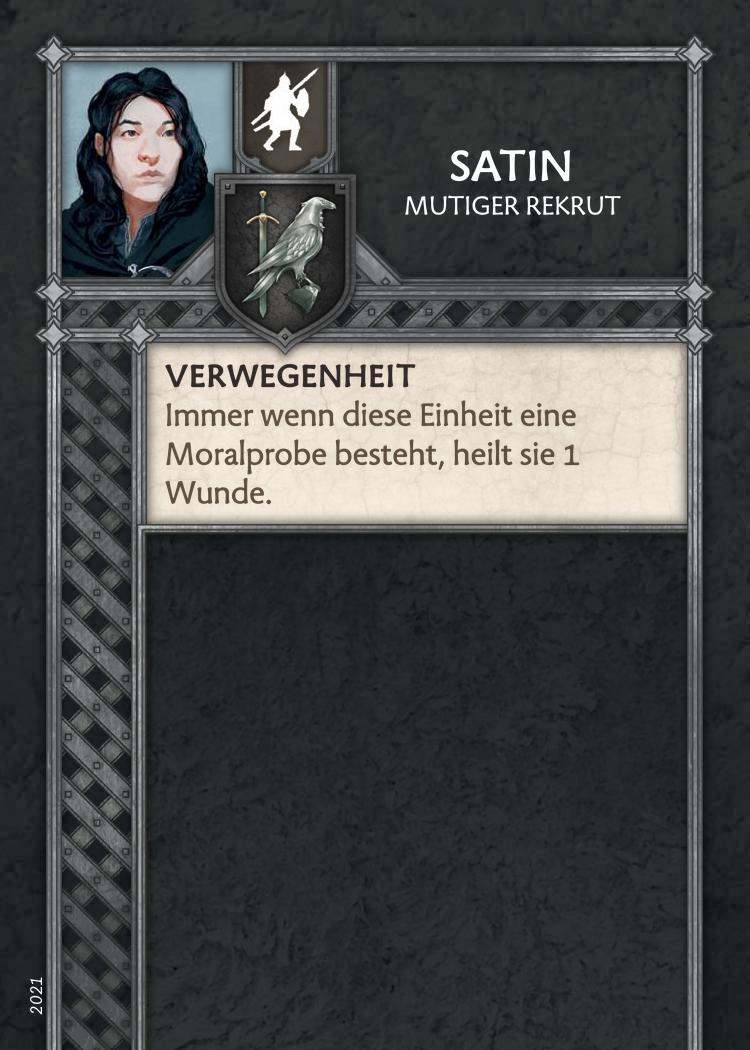 SATIN
MUTIGER REKRUT
VERWEGENHEIT
Immer wenn diese Einheit eine
Moralprobe besteht, heilt sie 1
Wunde.
2021